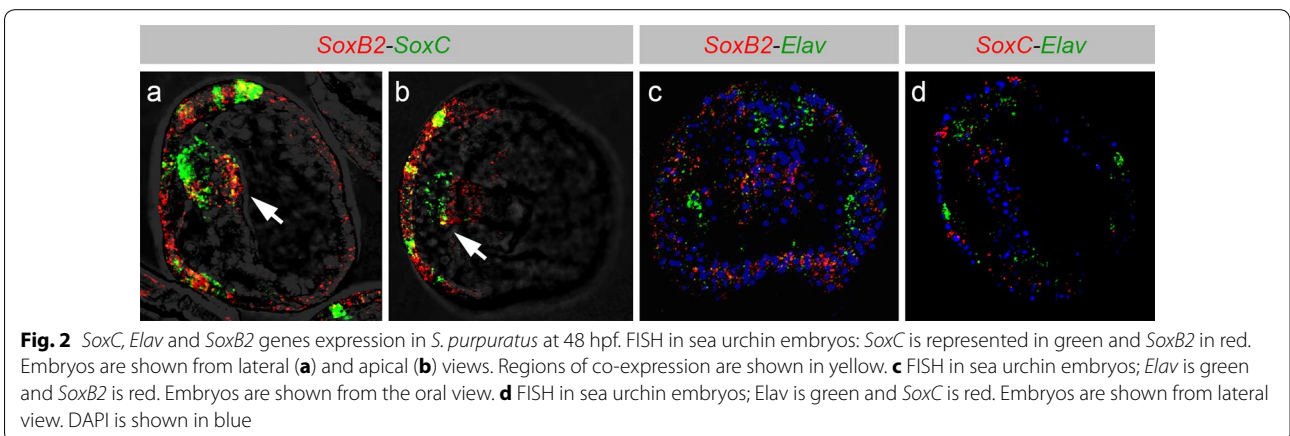 SoxB2-SoxC SoxB2-Elav SoxC-Elav
a b c d
Fig. 2 SoxC, Elav and SoxB2 genes expression in S. purpuratus at 48 hpf. FISH in sea urchin embryos: SoxC is represented in green and SoxB2 in red.
Embryos are shown from lateral (a) and apical (b) views. Regions of co-expression are shown in yellow. c FISH in sea urchin embryos; Elav is green
and SoxB2 is red. Embryos are shown from the oral view. d FISH in sea urchin embryos; Elav is green and SoxC is red. Embryos are shown from lateral
view. DAPI is shown in blue